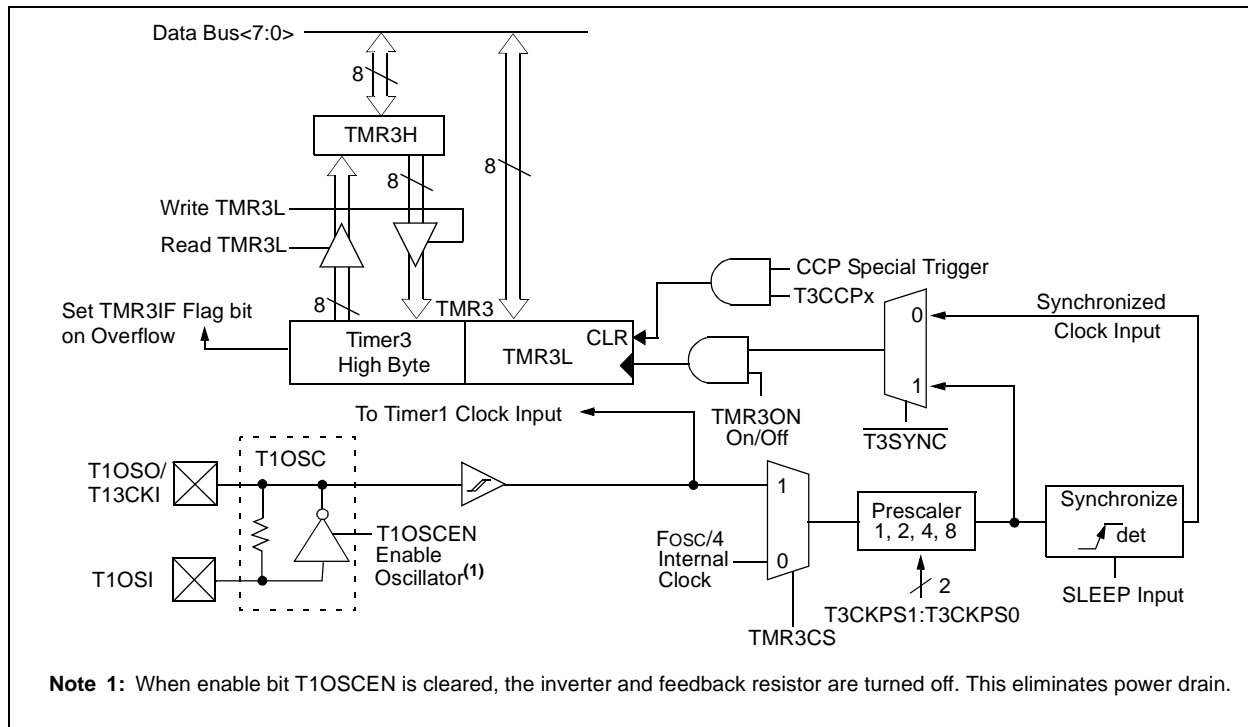 Data Bus<7:0>
8
TMR3H
8
8
Write TMR3L
Read TMR3L
8
TMR3
CCP Special Trigger
T3CCPx
Set TMR3IF Flag bit
on Overflow
Timer3
High Byte
TMR3L
CLR
0
1
Synchronized
Clock Input
TMR3ON
On/Off
T3SYNC
To Timer1 Clock Input
T1OSC
T1OSO/
T13CKI
T1OSI
T1OSCEN
Enable
Oscillator(1)
1
0
FOSC/4
Internal
Clock
TMR3CS
Prescaler
1, 2, 4, 8
2
T3CKPS1:T3CKPS0
Synchronize
det
SLEEP Input
Note 1: When enable bit T1OSCEN is cleared, the inverter and feedback resistor are turned off. This eliminates power drain.